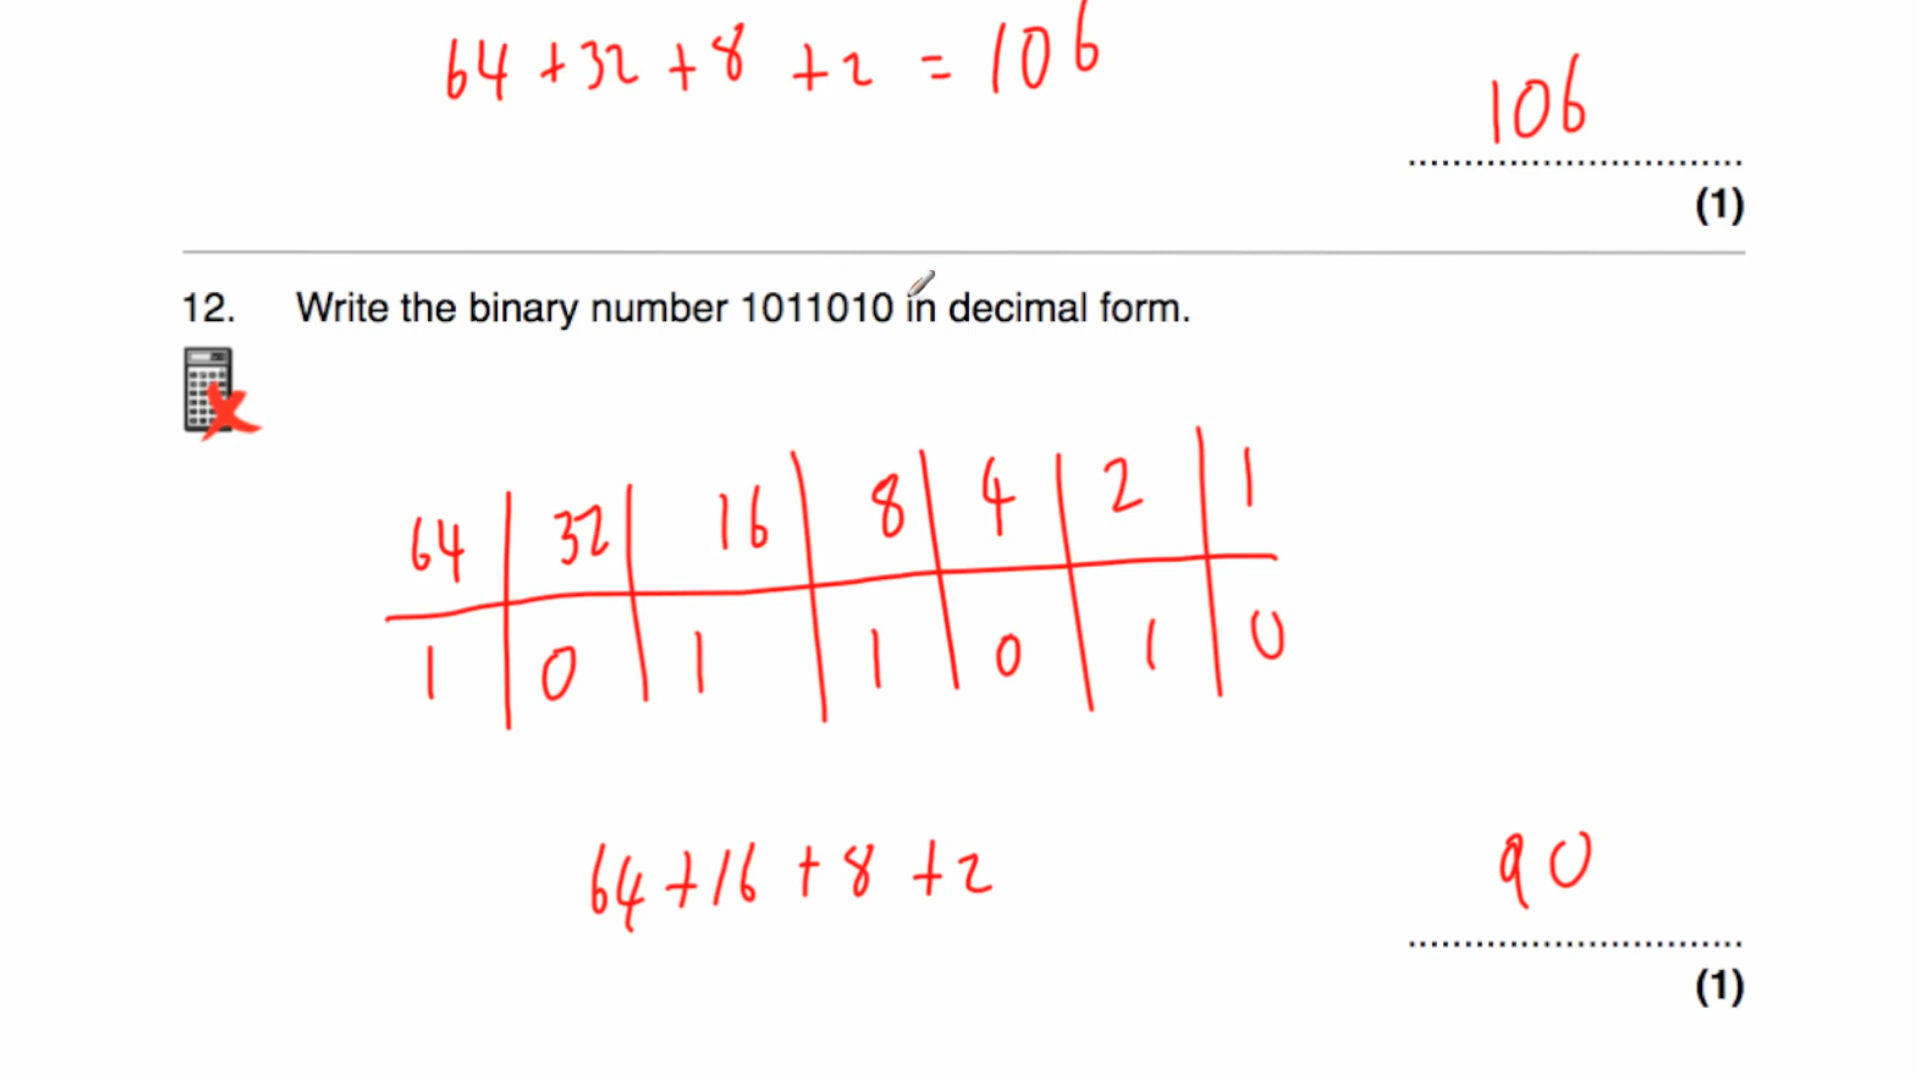 64 + 32 + 8 + 2 = 106
106
..............................
(1)
12. Write the binary number 1011010 in decimal form.
64 32 16 8 4 2 1
1 0 1 1 0 1 0
64 + 16 + 8 + 2
90
..............................
(1)